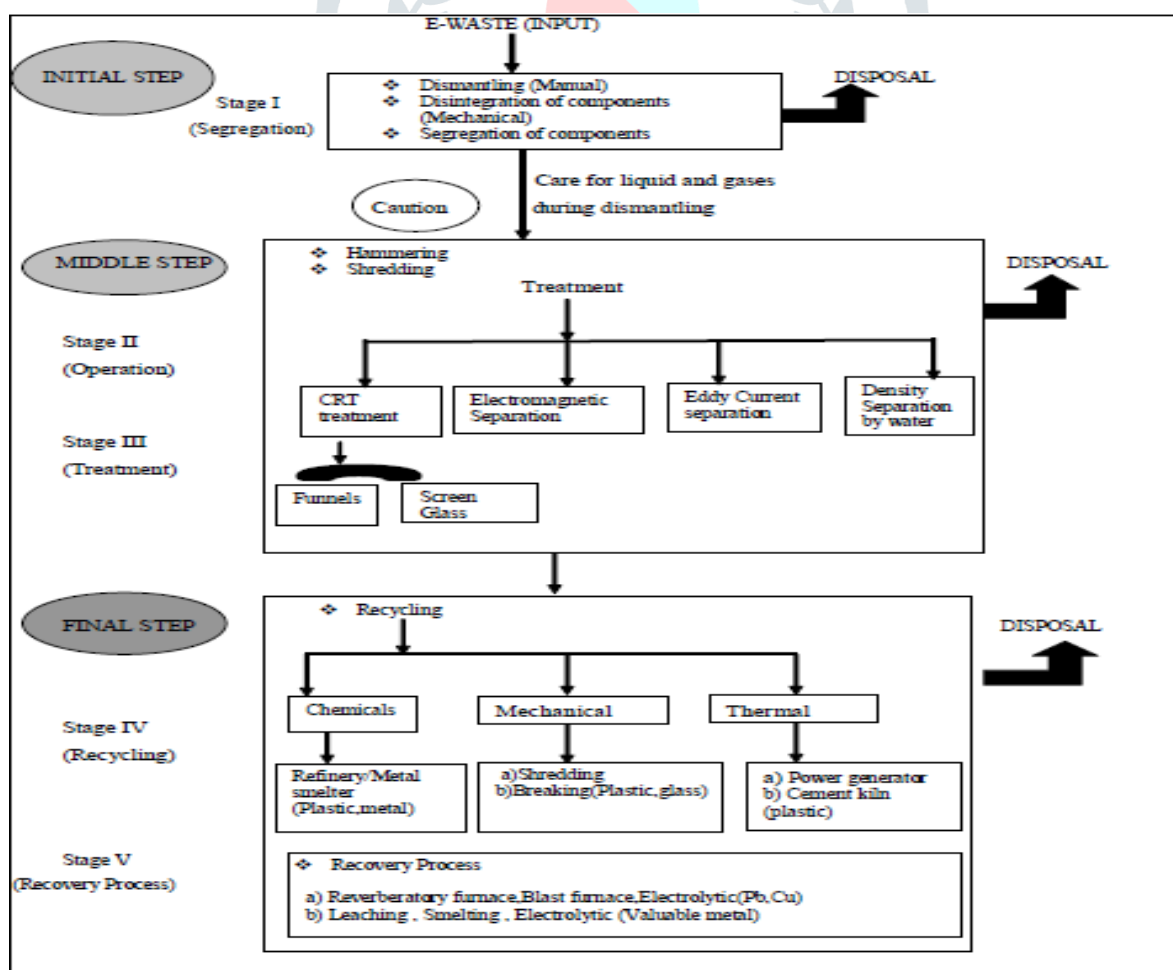 E-WASTE (INPUT)
INITIAL STEP
Stage I
(Segregation)
❖ Dismantling (Manual)
❖ Disintegration of components
(Mechanical)
❖ Segregation of components
DISPOSAL
Caution
Care for liquid and gases
during dismantling
MIDDLE STEP
❖ Hammering
❖ Shredding
Treatment
DISPOSAL
Stage II
(Operation)
CRT
treatment
Electromagnetic
Separation
Eddy Current
separation
Density
Separation
by water
Stage III
(Treatment)
Funnels
Screen
Glass
FINAL STEP
❖ Recycling
DISPOSAL
Stage IV
(Recycling)
Chemicals
Mechanical
Thermal
Refinery/Metal
smelter
(Plastic,metal)
a)Shredding
b)Breaking(Plastic,glass)
a) Power generator
b) Cement kiln
(plastic)
Stage V
(Recovery Process)
❖ Recovery Process
a) Reverberatory furnace,Blast furnace,Electrolytic(Pb,Cu)
b) Leaching , Smelting , Electrolytic (Valuable metal)